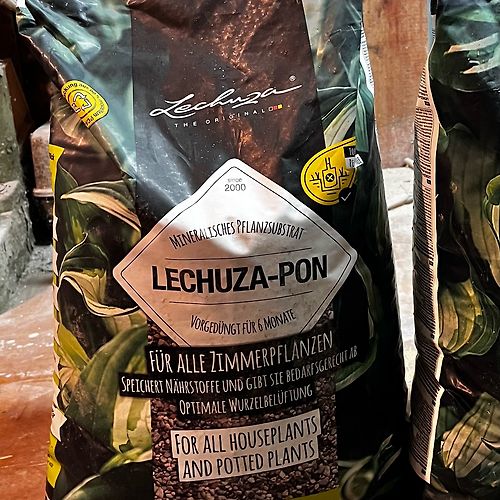 Lechuza®
THE ORIGINAL
since
2000
MINERALISCHES PFLANZSUBSTRAT
LECHUZA-PON
VORGEDÜNGT FÜR 6 MONATE
FÜR ALLE ZIMMERPFLANZEN
SPEICHERT NÄHRSTOFFE UND GIBT SIE BEDARFSGERECHT AB
OPTIMALE WURZELBELÜFTUNG
FOR ALL HOUSEPLANTS
AND POTTED PLANTS